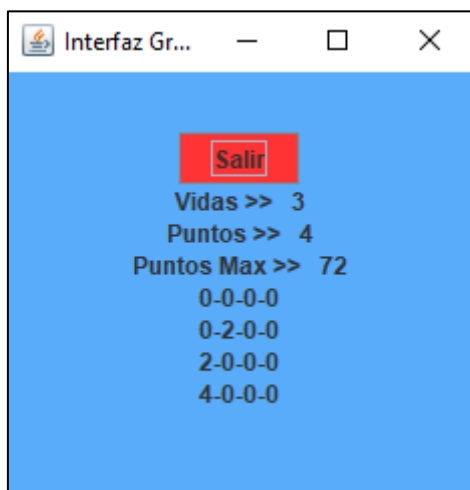 Interfaz Gr...
Salir
Vidas >> 3
Puntos >> 4
Puntos Max >> 72
0-0-0-0
0-2-0-0
2-0-0-0
4-0-0-0